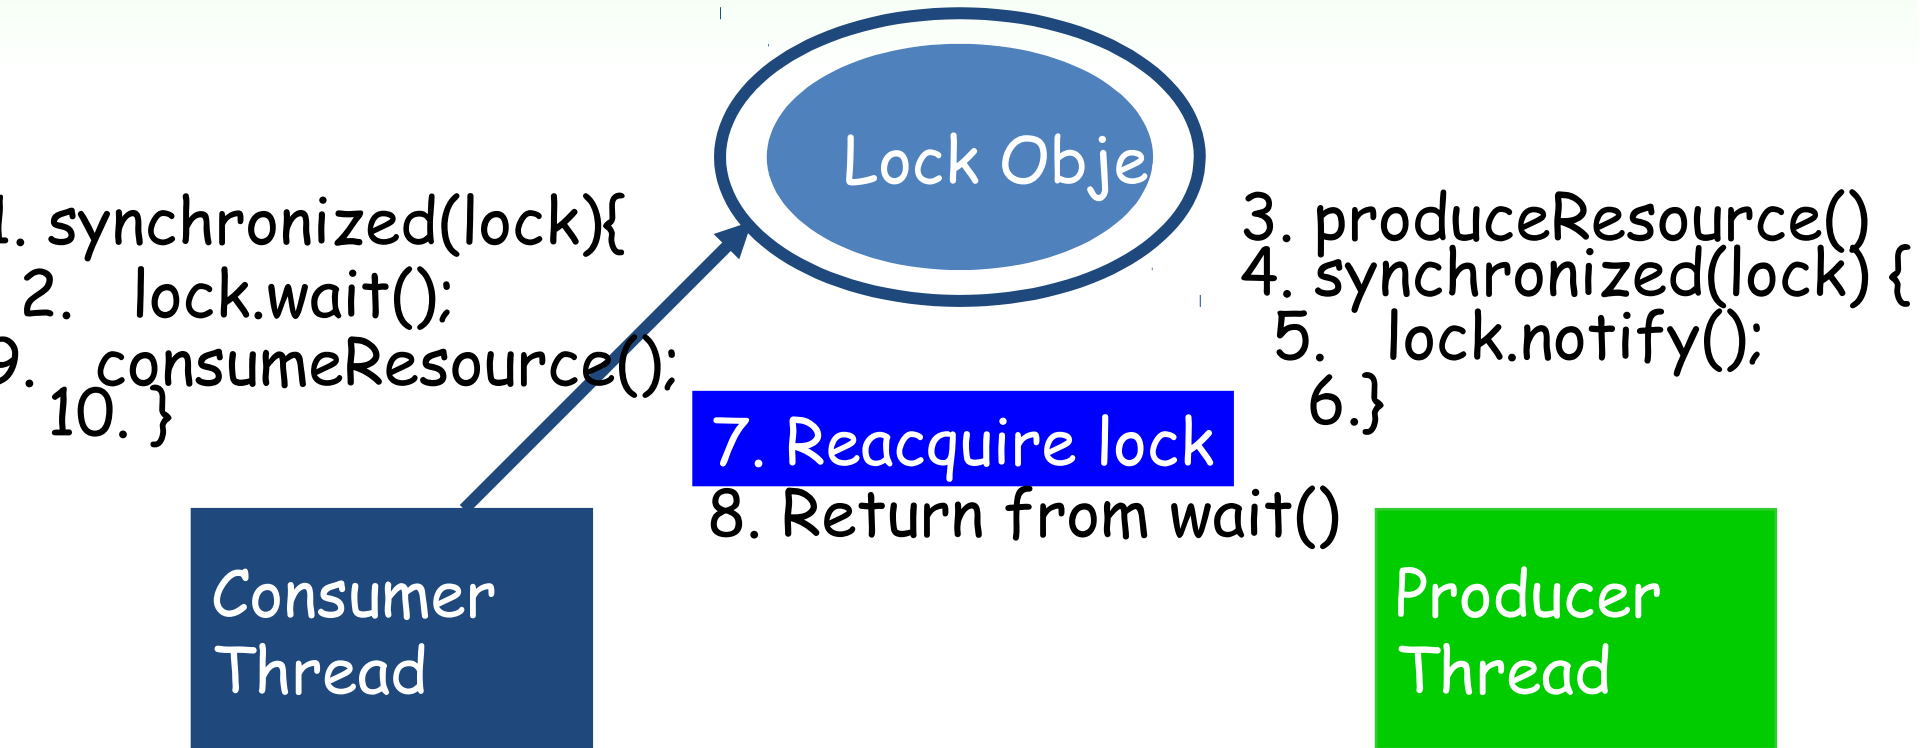 Lock Obje
1. synchronized(lock){
2. lock.wait();
9. consumeResource();
10. }
3. produceResource()
4. synchronized(lock) {
5. lock.notify();
6.}
7. Reacquire lock
8. Return from wait()
Consumer
Thread
Producer
Thread